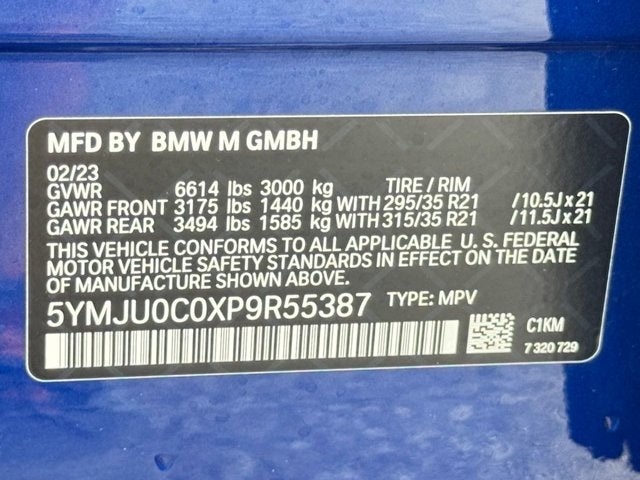 MFD BY BMW M GMBH
02/23
GVWR 6614 lbs 3000 kg TIRE / RIM
GAWR FRONT 3175 lbs 1440 kg WITH 295/35 R21 /10.5J x 21
GAWR REAR 3494 lbs 1585 kg WITH 315/35 R21 /11.5J x 21
THIS VEHICLE CONFORMS TO ALL APPLICABLE U. S. FEDERAL
MOTOR VEHICLE SAFETY STANDARDS IN EFFECT ON THE DATE
OF MANUFACTURE SHOWN ABOVE.
5YMJU0C0XP9R55387 TYPE: MPV
C1KM
7 320 729